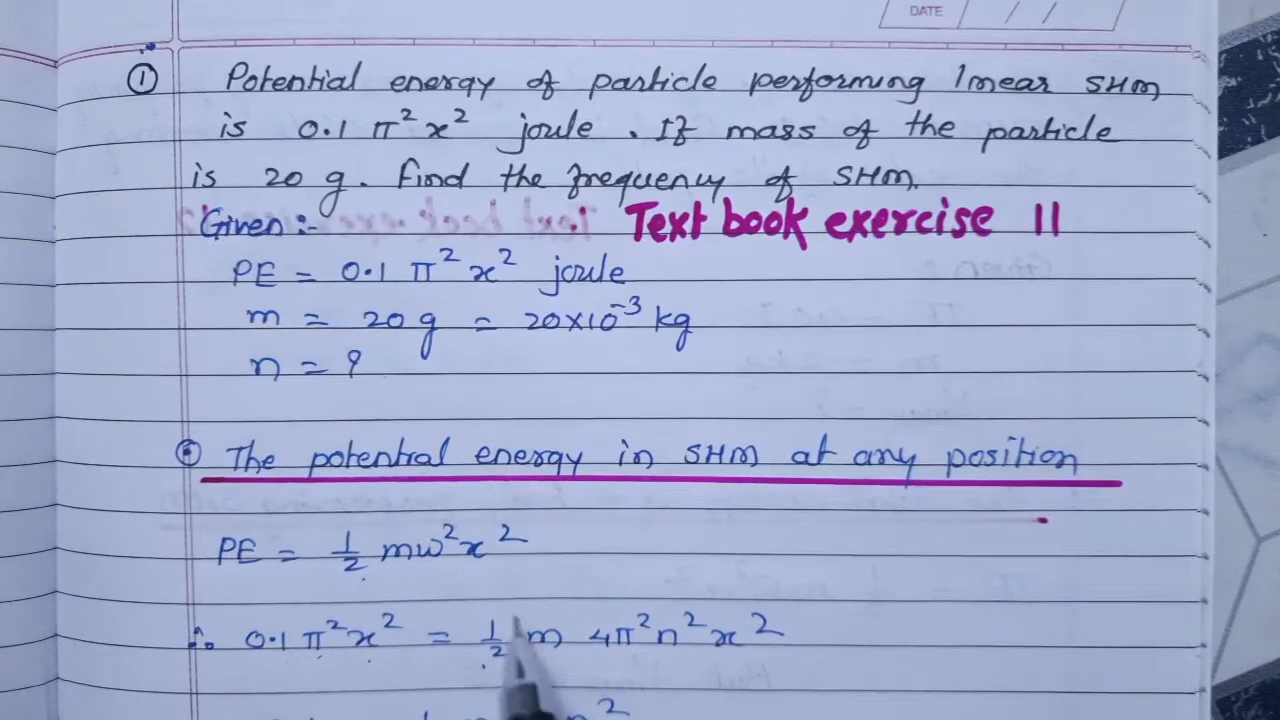 DATE / /
① Potential energy of particle performing linear SHM
is 0.1 π² x² joule . If mass of the particle
is 20 g. Find the frequency of SHM.
Given :- Text book exercise 11
PE = 0.1 π² x² joule
m = 20 g = 20×10⁻³ kg
n = ?
The potential energy in SHM at any position
PE = 1/2 mω² x²
∴ 0.1 π² x² = 1/2 m 4π² n² x²